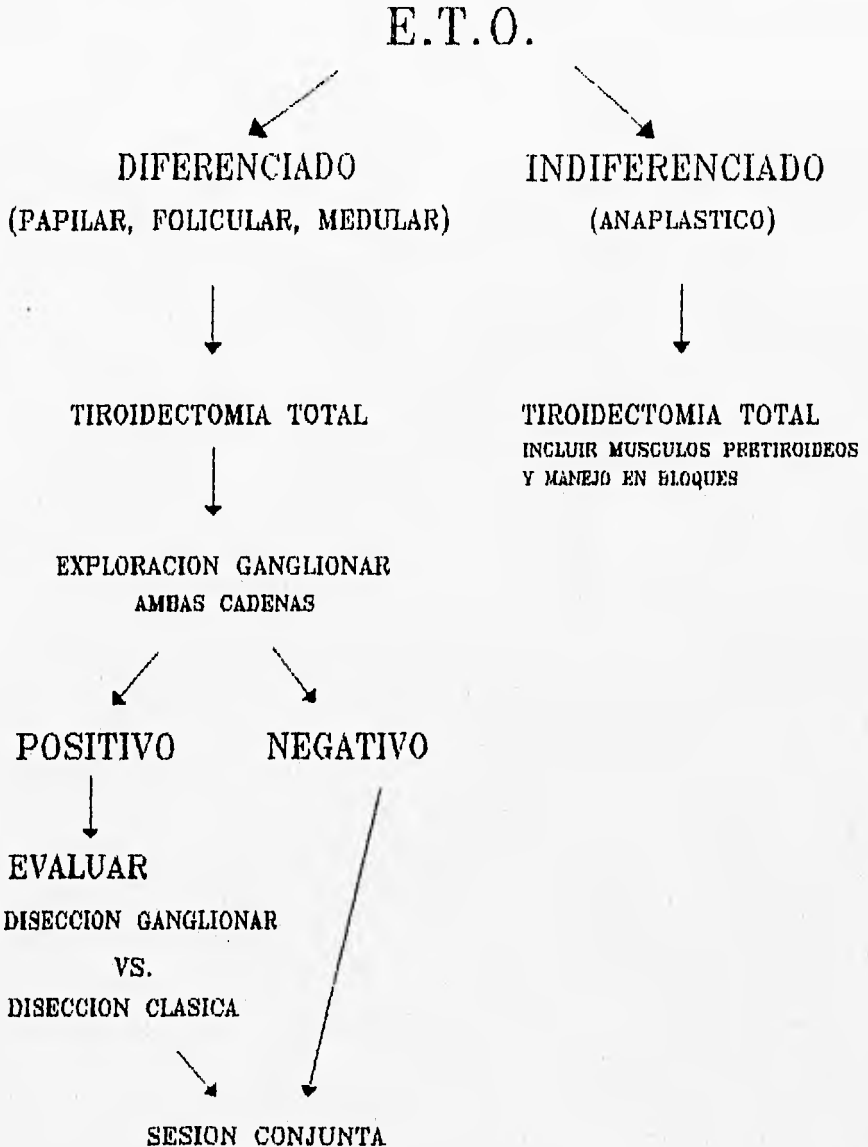 E.T.O.
DIFERENCIADO
(PAPILAR, FOLICULAR, MEDULAR)
INDIFERENCIADO
(ANAPLASTICO)
TIROIDECTOMIA TOTAL
TIROIDECTOMIA TOTAL
INCLUIR MUSCULOS PRETIROIDEOS
Y MANEJO EN BLOQUES
EXPLORACION GANGLIONAR
AMBAS CADENAS
POSITIVO
NEGATIVO
EVALUAR
DISECCION GANGLIONAR
VS.
DISECCION CLASICA
SESION CONJUNTA